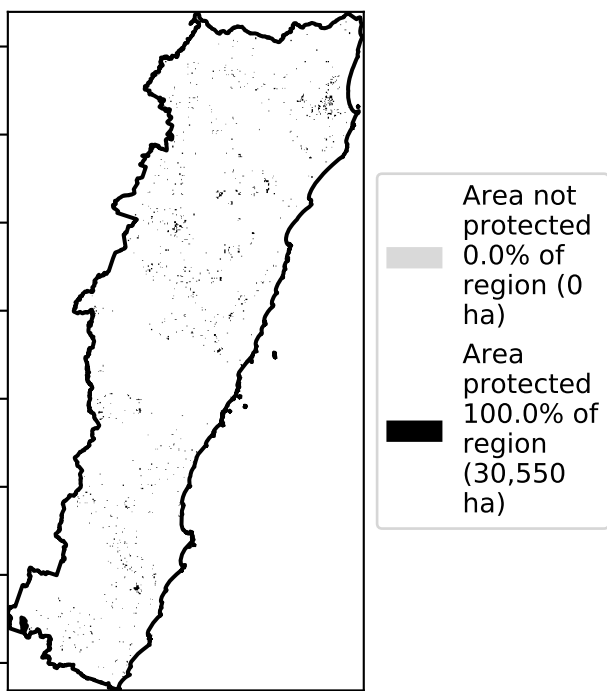 Area not
protected
0.0% of
region (0
ha)
Area
protected
100.0% of
region
(30,550
ha)